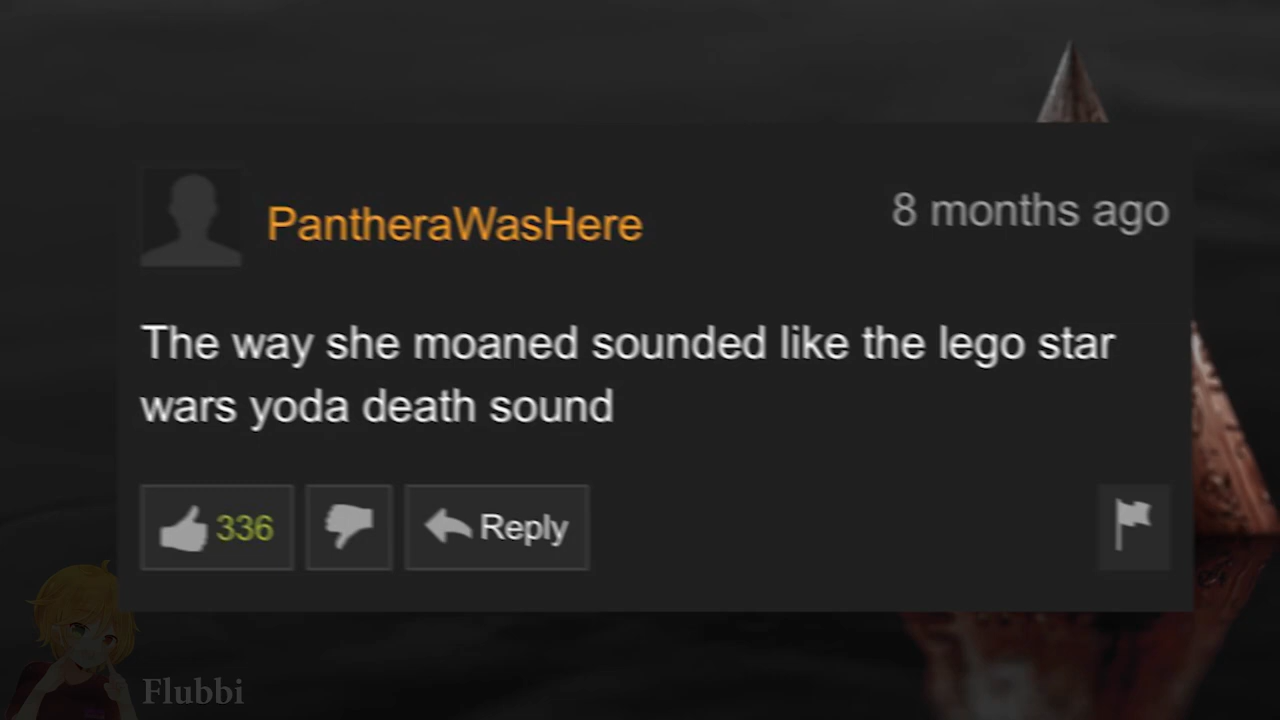 PantheraWasHere
8 months ago
The way she moaned sounded like the lego star
wars yoda death sound
336
Reply
Flubbi